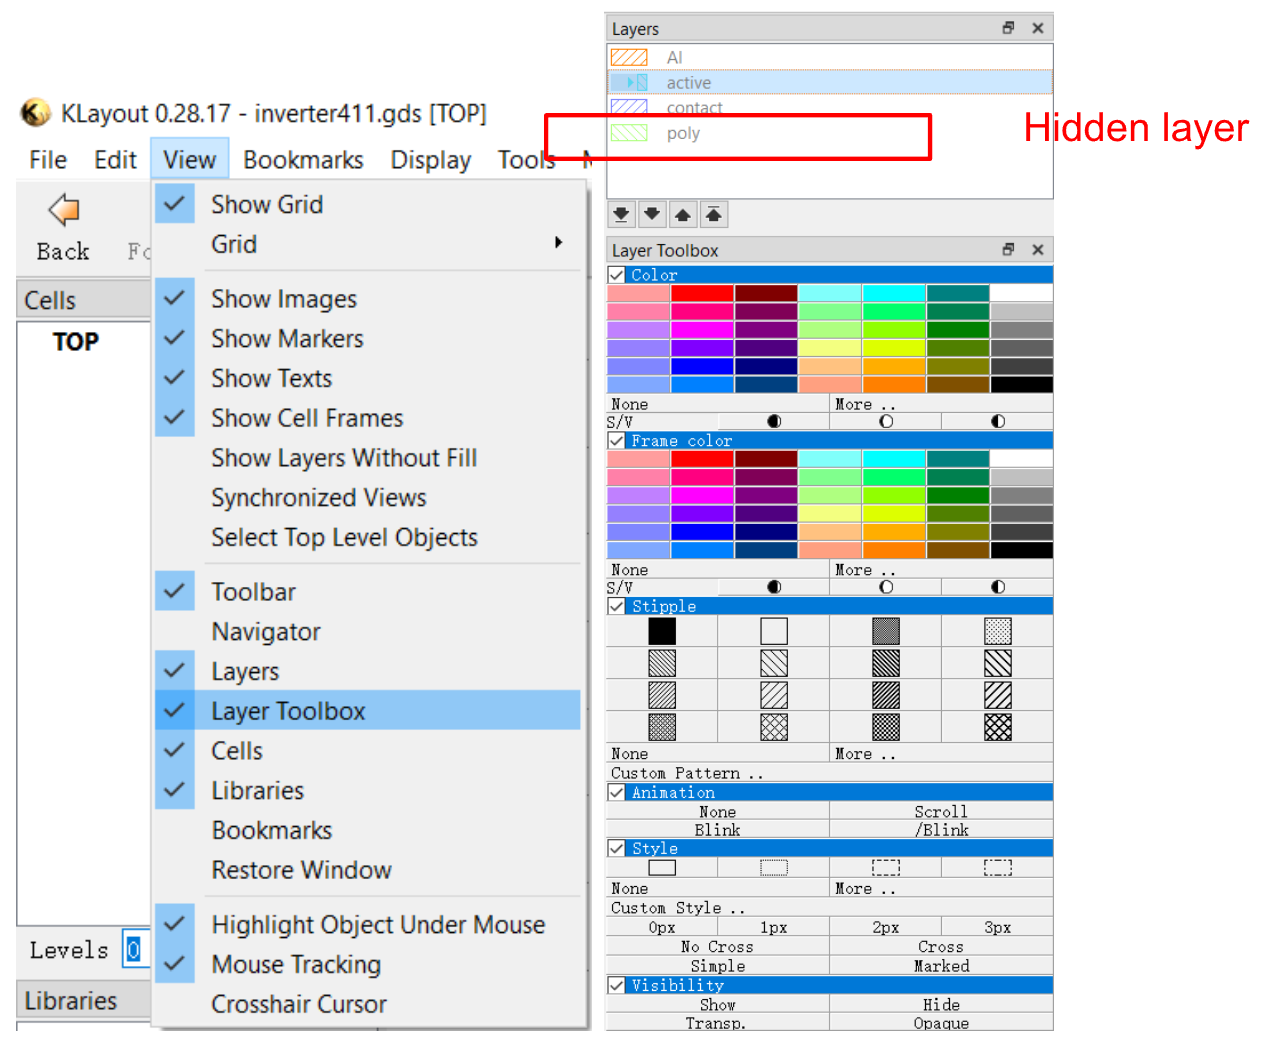 KLayout 0.28.17 - inverter411.gds [TOP]
File Edit View Bookmarks Display Tools
Back
Cells
TOP
Levels 0
Libraries
Show Grid
Grid
Show Images
Show Markers
Show Texts
Show Cell Frames
Show Layers Without Fill
Synchronized Views
Select Top Level Objects
Toolbar
Navigator
Layers
Layer Toolbox
Cells
Libraries
Bookmarks
Restore Window
Highlight Object Under Mouse
Mouse Tracking
Crosshair Cursor
Layers
Al
active
contact
poly
Hidden layer
Layer Toolbox
Color
None More ..
S/V
Frame color
None More ..
S/V
Stipple
None More ..
Custom Pattern ..
Animation
None Scroll
Blink /Blink
Style
None More ..
Custom Style ..
0px 1px 2px 3px
No Cross Cross
Simple Marked
Visibility
Show Hide
Transp. Opaque